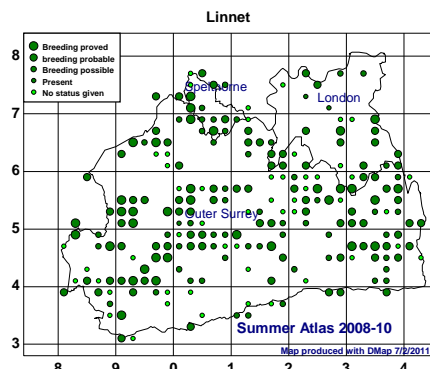 Linnet
8
7
6
5
4
3
Breeding proved
breeding probable
Breeding possible
Present
No status given
Spelthorne
London
Outer Surrey
Summer Atlas 2008-10
Map produced with DMap 7/2/2011
8 9 0 1 2 3 4